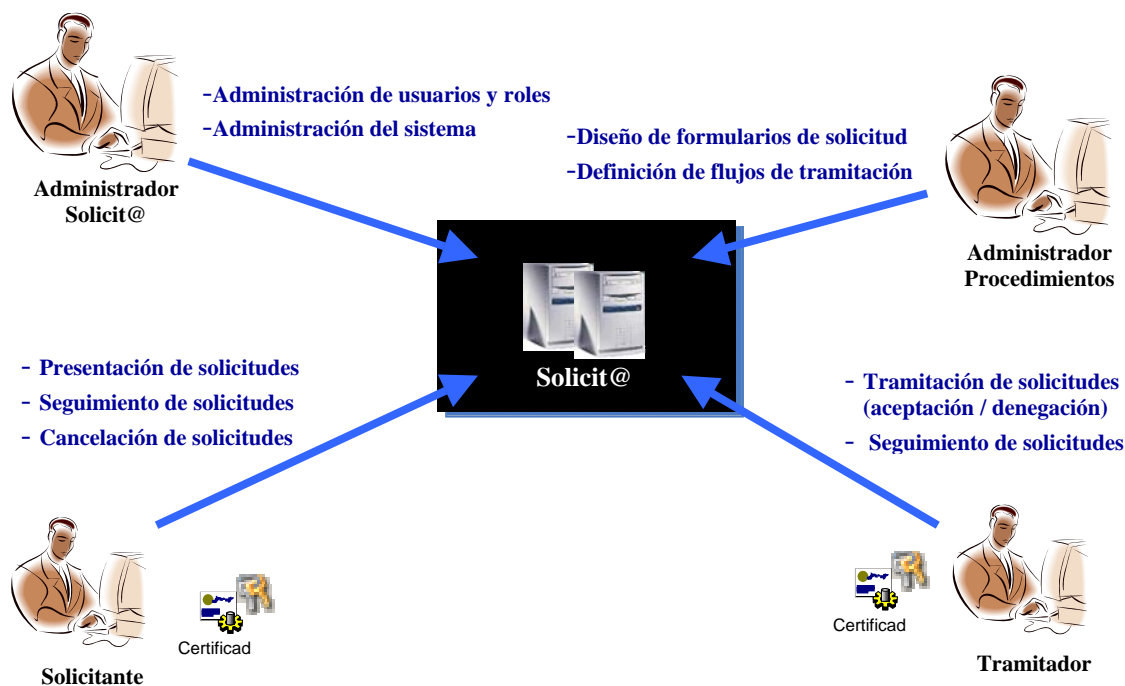 -Administración de usuarios y roles
-Administración del sistema
Administrador
Solicit@
-Diseño de formularios de solicitud
-Definición de flujos de tramitación
Administrador
Procedimientos
Solicit@
- Presentación de solicitudes
- Seguimiento de solicitudes
- Cancelación de solicitudes
- Tramitación de solicitudes
(aceptación / denegación)
- Seguimiento de solicitudes
Certificad
Solicitante
Certificad
Tramitador